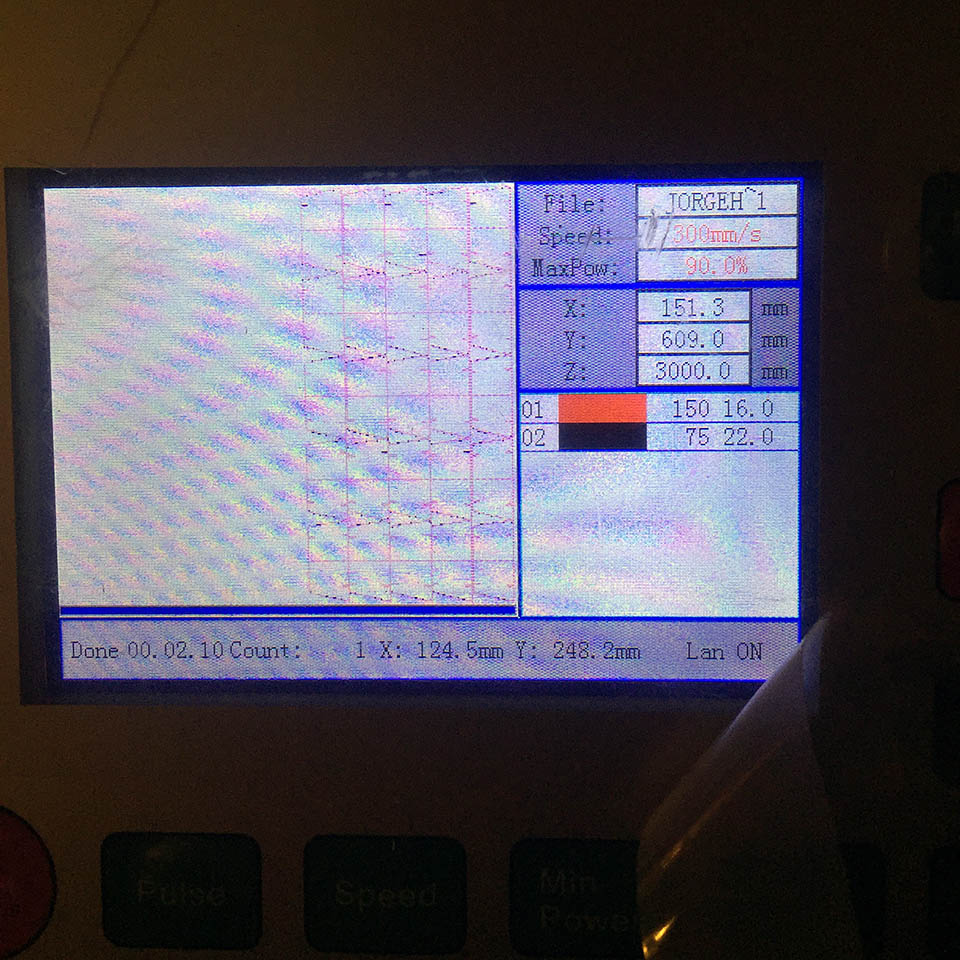 File: JORGEH~1
Speed: 300mm/s
MaxPow: 90.0%
X: 151.3 mm
Y: 609.0 mm
Z: 3000.0 mm
01 150 16.0
02 75 22.0
Done 00.02.10 Count: 1 X: 124.5mm Y: 248.2mm Lan ON
Pulse Speed Min
Power